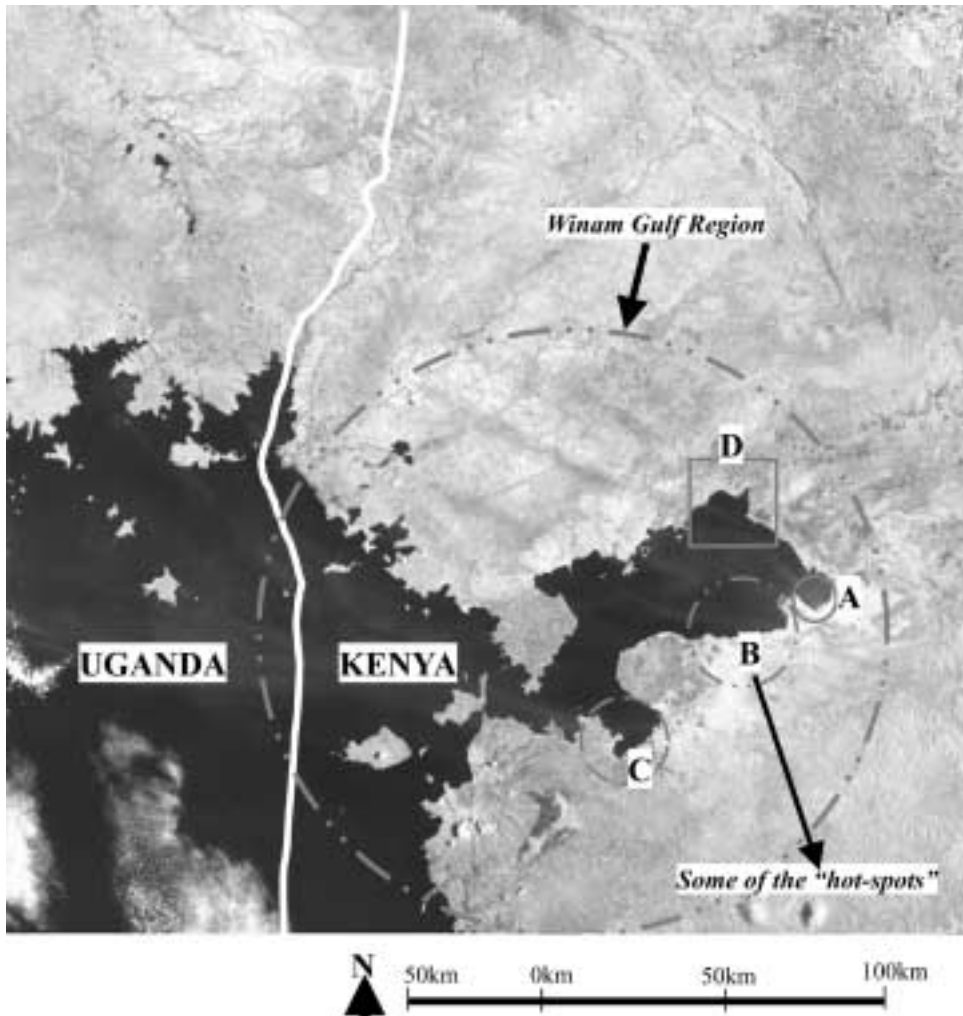 Winam Gulf Region
D
A
UGANDA
KENYA
B
C
Some of the “hot-spots”
N
50km 0km 50km 100km